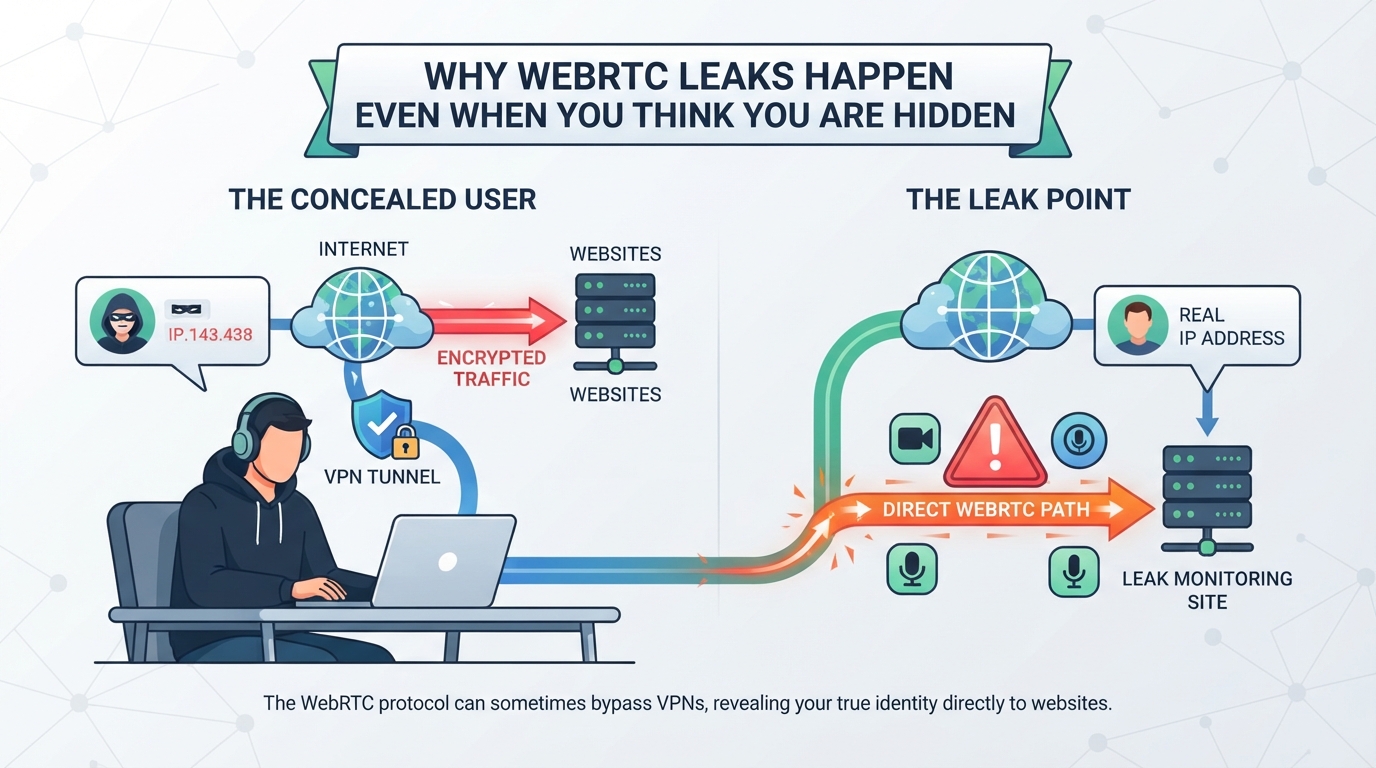 WHY WEBRTC LEAKS HAPPEN
EVEN WHEN YOU THINK YOU ARE HIDDEN
THE CONCEALED USER
INTERNET
WEBSITES
IP.143.438
ENCRYPTED
TRAFFIC
WEBSITES
VPN TUNNEL
THE LEAK POINT
REAL
IP ADDRESS
DIRECT WEBRTC PATH
LEAK MONITORING
SITE
The WebRTC protocol can sometimes bypass VPNs, revealing your true identity directly to websites.